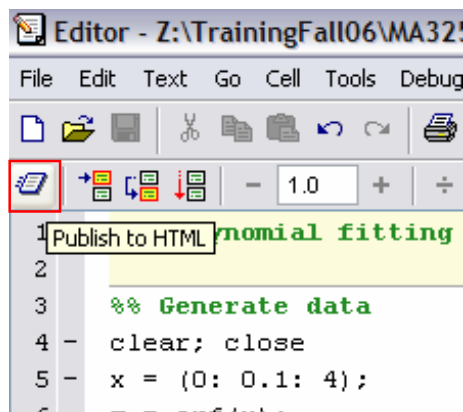 Editor - Z:\TrainingFall06\MA325
File Edit Text Go Cell Tools Debug
- 1.0 + ÷
1 Publish to HTML ynomial fitting
2
3 %% Generate data
4 - clear; close
5 - x = (0: 0.1: 4);